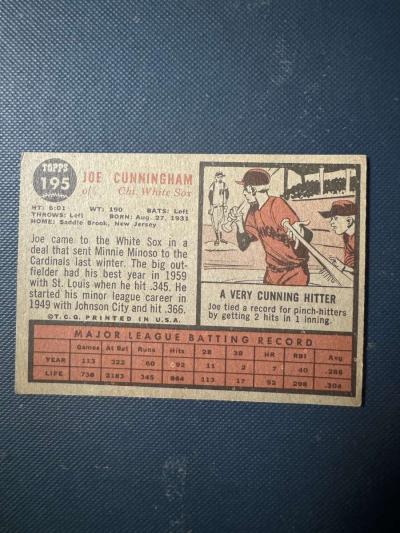 TOPPS
195
JOE CUNNINGHAM
of Chi. White Sox
HT: 6:01 WT: 190 BATS: Left
THROWS: Left BORN: Aug. 27, 1931
HOME: Saddle Brook, New Jersey
Joe came to the White Sox in a
deal that sent Minnie Minoso to the
Cardinals last winter. The big out-
fielder had his best year in 1959
with St. Louis when he hit .345. He
started his minor league career in
1949 with Johnson City and hit .366.
© T.C.G. PRINTED IN U.S.A.
A VERY CUNNING HITTER
Joe tied a record for pinch-hitters
by getting 2 hits in 1 inning.
MAJOR LEAGUE BATTING RECORD
Games At Bat Runs Hits 2B 3B HR RBI Avg.
YEAR 113 322 60 92 11 2 7 40 .286
LIFE 738 2183 345 664 113 17 52 298 .304